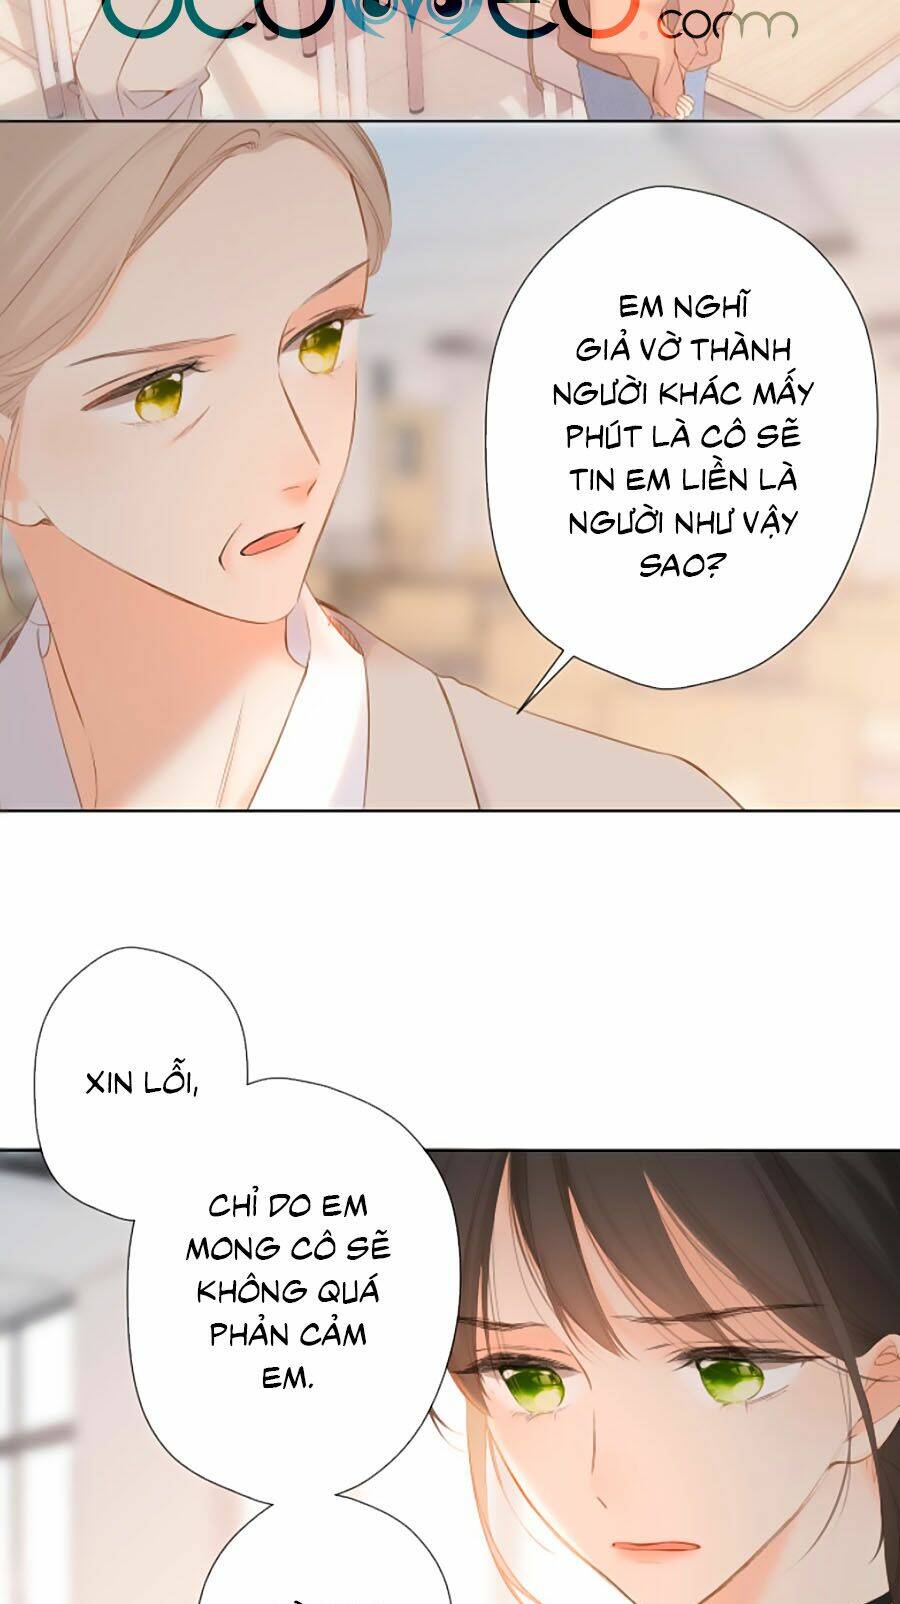 ocovveo.com
EM NGHĨ
GIẢ VỜ THÀNH
NGƯỜI KHÁC MẤY
PHÚT LÀ CÔ SẼ
TIN EM LIỀN LÀ
NGƯỜI NHƯ VẬY
SAO?
XIN LỖI,
CHỈ DO EM
MONG CÔ SẼ
KHÔNG QUÁ
PHẢN CẢM
EM.